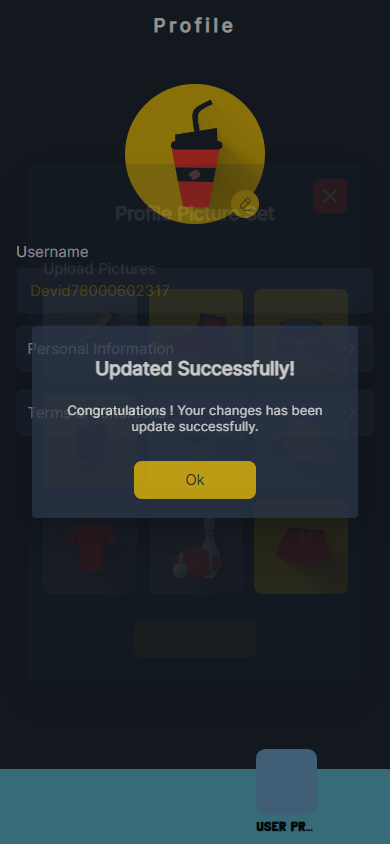 Profile
Profile Picture Set
Username
Upload Pictures
Devid78000602317
Personal Information
Updated Successfully!
Congratulations ! Your changes has been
update successfully.
Ok
USER PR...